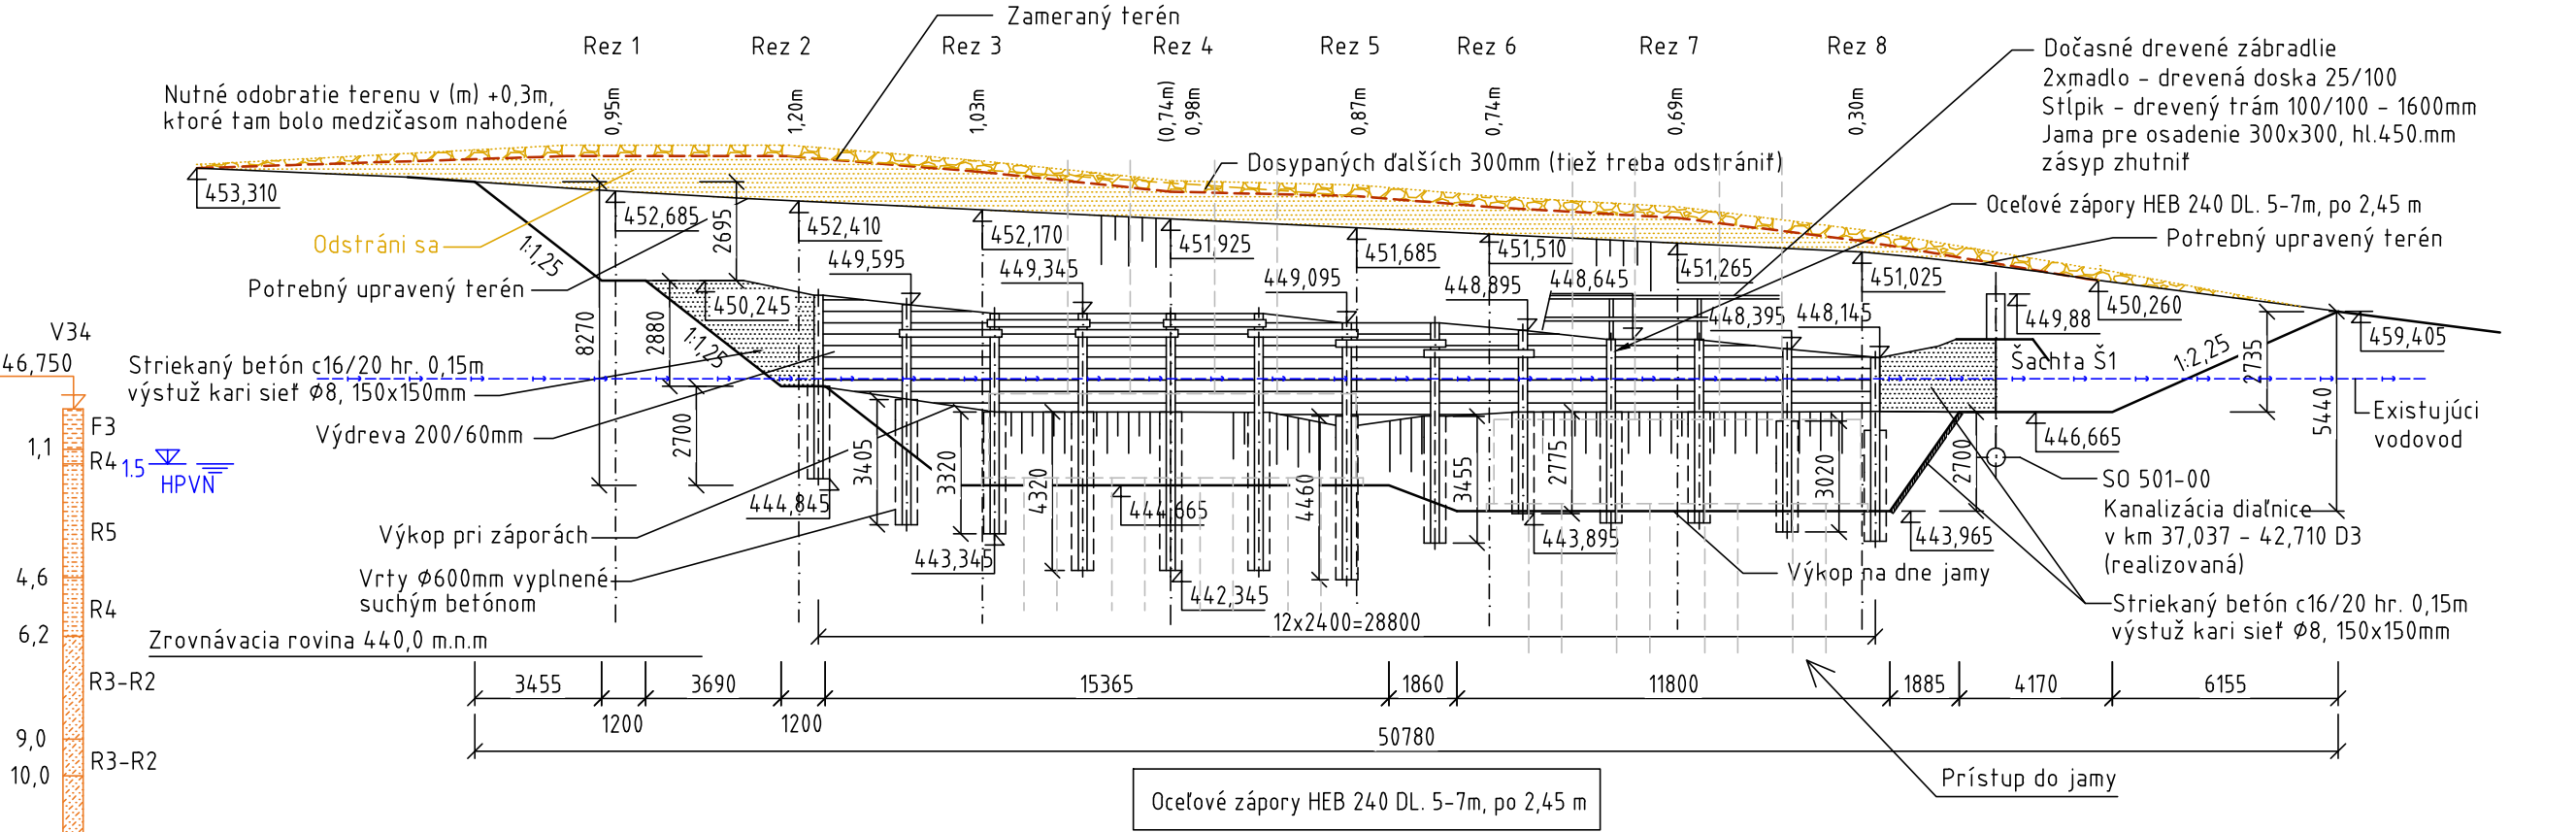 Zameraný terén
Rez 1
Rez 2
Rez 3
Rez 4
Rez 5
Rez 6
Rez 7
Rez 8
Dočasné drevené zábradlie
2xmadlo - drevená doska 25/100
Stĺpik - drevený trám 100/100 - 1600mm
Jama pre osadenie 300x300, hl.450.mm
zásyp zhutniť
Nutné odobratie terenu v (m) +0,3m,
ktoré tam bolo medzičasom nahodené
0,95m
1,20m
1,03m
(0,74m)
0,98m
0,87m
0,74m
0,69m
0,30m
Dosypaných ďalších 300mm (tiež treba odstrániť)
Oceľové zápory HEB 240 DL. 5-7m, po 2,45 m
Potrebný upravený terén
453,310
452,685
2695
452,410
452,170
451,925
451,685
451,510
451,265
451,025
450,260
Odstráni sa
1:1,25
449,595
449,345
449,095
448,895
448,645
448,395
448,145
449,88
459,405
Potrebný upravený terén
450,245
8270
2880
1:1,25
V34
46,750
Striekaný betón c16/20 hr. 0,15m
výstuž kari sieť Φ8, 150x150mm
Šachta Š1
1:2,25
2735
5440
Existujúci
vodovod
F3
1,1
R4
1.5
HPVN
Výdreva 200/60mm
2700
3405
3320
4320
4460
3455
2775
3020
2700
446,665
444,845
444,665
443,345
443,895
443,965
442,345
SO 501-00
Kanalizácia diaľnice
v km 37,037 - 42,710 D3
(realizovaná)
R5
Výkop pri záporách
Výkop na dne jamy
4,6
Vrty Φ600mm vyplnené
suchým betónom
R4
6,2
12x2400=28800
Striekaný betón c16/20 hr. 0,15m
výstuž kari sieť Φ8, 150x150mm
Zrovnávacia rovina 440,0 m.n.m
R3-R2
3455
3690
15365
1860
11800
1885
4170
6155
1200
1200
9,0
50780
R3-R2
10,0
Prístup do jamy
Oceľové zápory HEB 240 DL. 5-7m, po 2,45 m